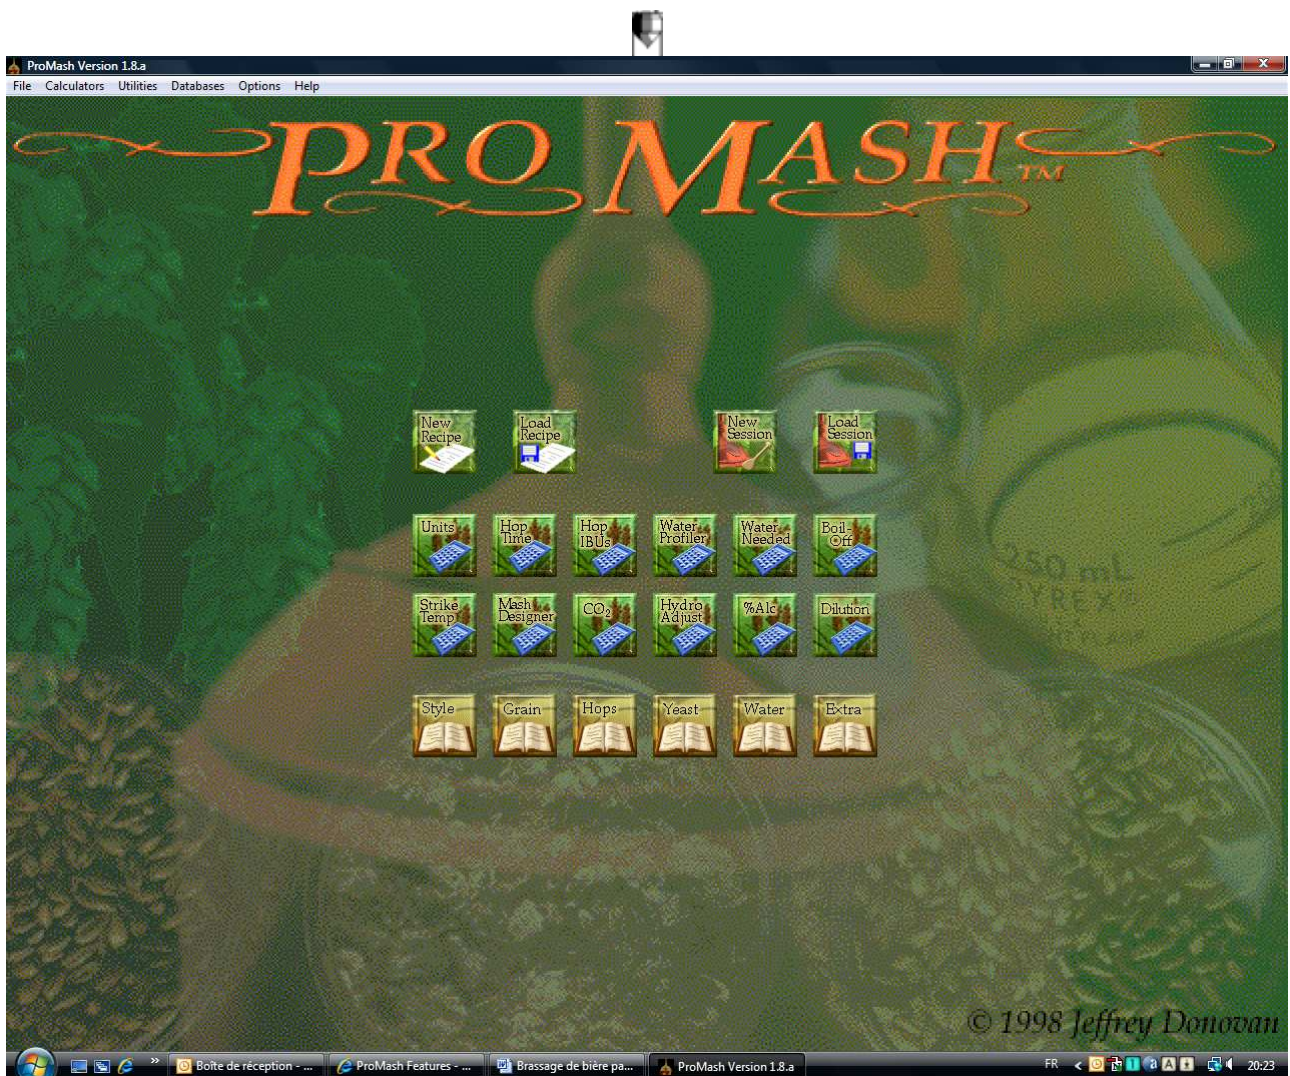 ProMash Version 1.8.a
File Calculators Utilities Databases Options Help
PRO MASH TM
New Recipe
Load Recipe
New Session
Load Session
Units
Hop Time
Hop IBUs
Water Profiler
Water Needed
Boil-Off
Strike Temp
Mash Designer
CO2
Hydro Adjust
%Alc
Dilution
Style
Grain
Hops
Yeast
Water
Extra
250 mL
PYREX
© 1998 Jeffrey Donovan
Boîte de réception - ...
ProMash Features - ...
Brassage de bière pa...
ProMash Version 1.8.a
FR
20:23